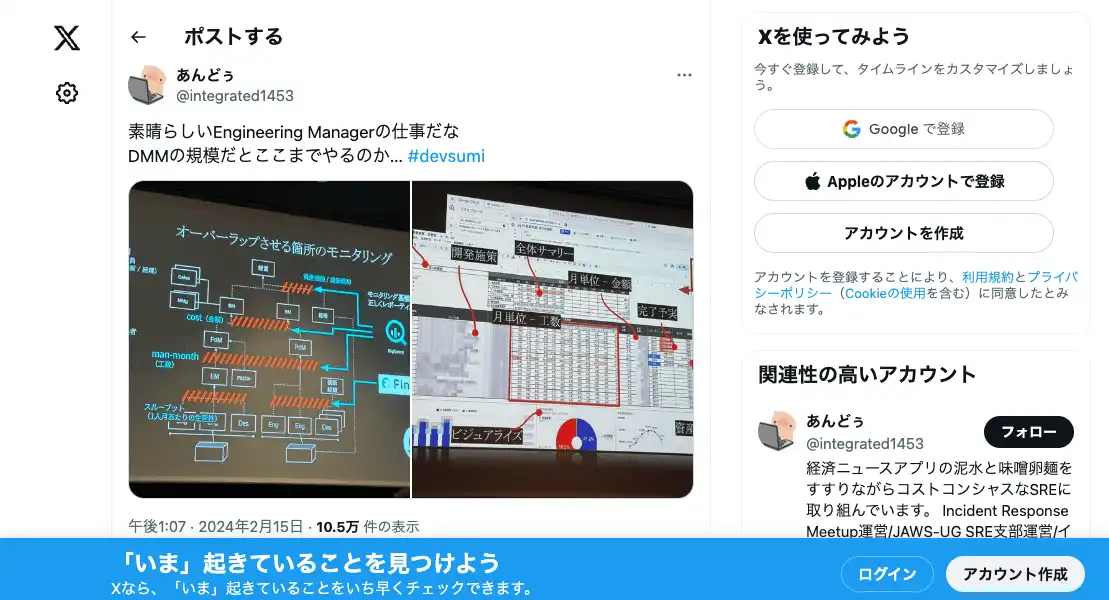 ポストする
あんどぅ
@integrated1453
素晴らしいEngineering Managerの仕事だな
DMMの規模だとここまでやるのか... #devsumi
オーバーラップさせる箇所のモニタリング
経営
cost (金額)
man-month
(工数)
スループット
(1人月あたりの生産性)
BM
PdM
EM
Des
Eng
Eng
Des
Fin
開発施策
全体サマリー
月単位 - 金額
月単位 - 工数
完了予実
ビジュアライズ
資産
午後1:07 · 2024年2月15日 · 10.5万 件の表示
Xを使ってみよう
今すぐ登録して、タイムラインをカスタマイズしましょ
う。
Google で登録
Appleのアカウントで登録
アカウントを作成
アカウントを登録することにより、利用規約とプライバ
シーポリシー（Cookieの使用を含む）に同意したとみ
なされます。
関連性の高いアカウント
あんどぅ
@integrated1453
フォロー
経済ニュースアプリの泥水と味噌卵麺を
すすりながらコストコンシャスなSREに
取り組んでいます。 Incident Response
Meetup運営/JAWS-UG SRE支部運営/イ
「いま」起きていることを見つけよう
Xなら、「いま」起きていることをいち早くチェックできます。
ログイン
アカウント作成